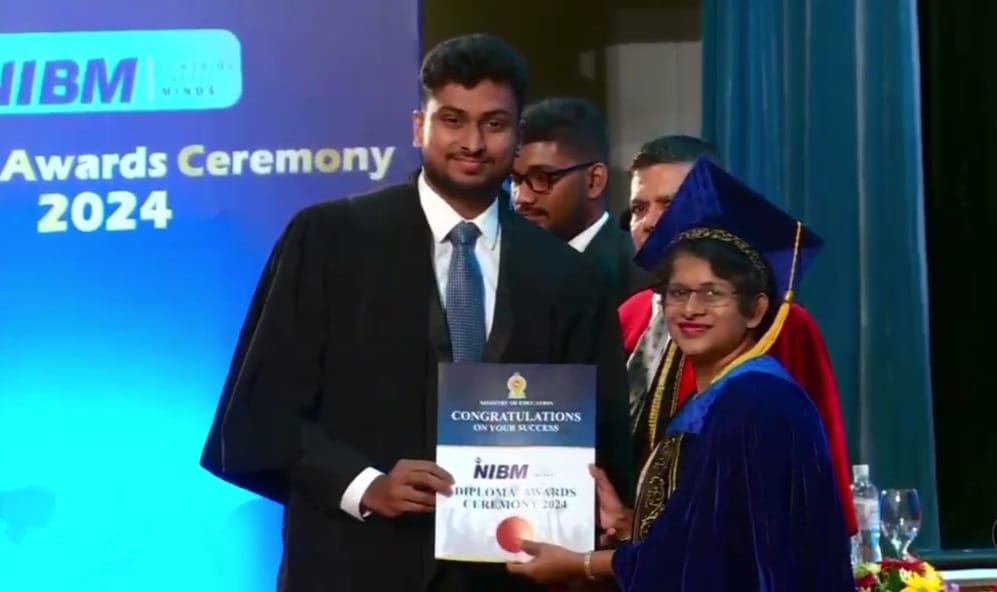 NIBM
MINDS
Awards Ceremony
2024
MINISTRY OF EDUCATION
CONGRATULATIONS
ON YOUR SUCCESS
NIBM
DIPLOMA AWARDS
CEREMONY 2024